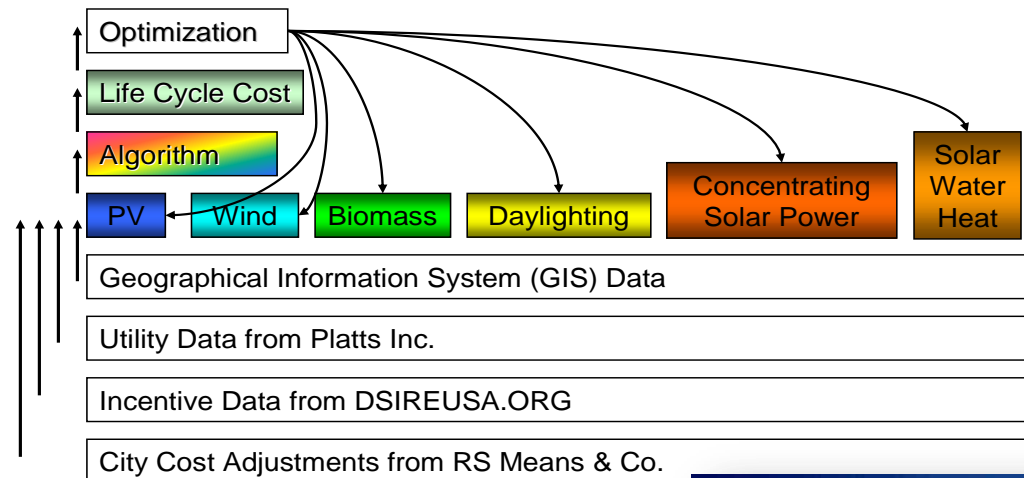 Optimization
Life Cycle Cost
Algorithm
PV
Wind
Biomass
Daylighting
Concentrating
Solar Power
Solar
Water
Heat
Geographical Information System (GIS) Data
Utility Data from Platts Inc.
Incentive Data from DSIREUSA.ORG
City Cost Adjustments from RS Means & Co.